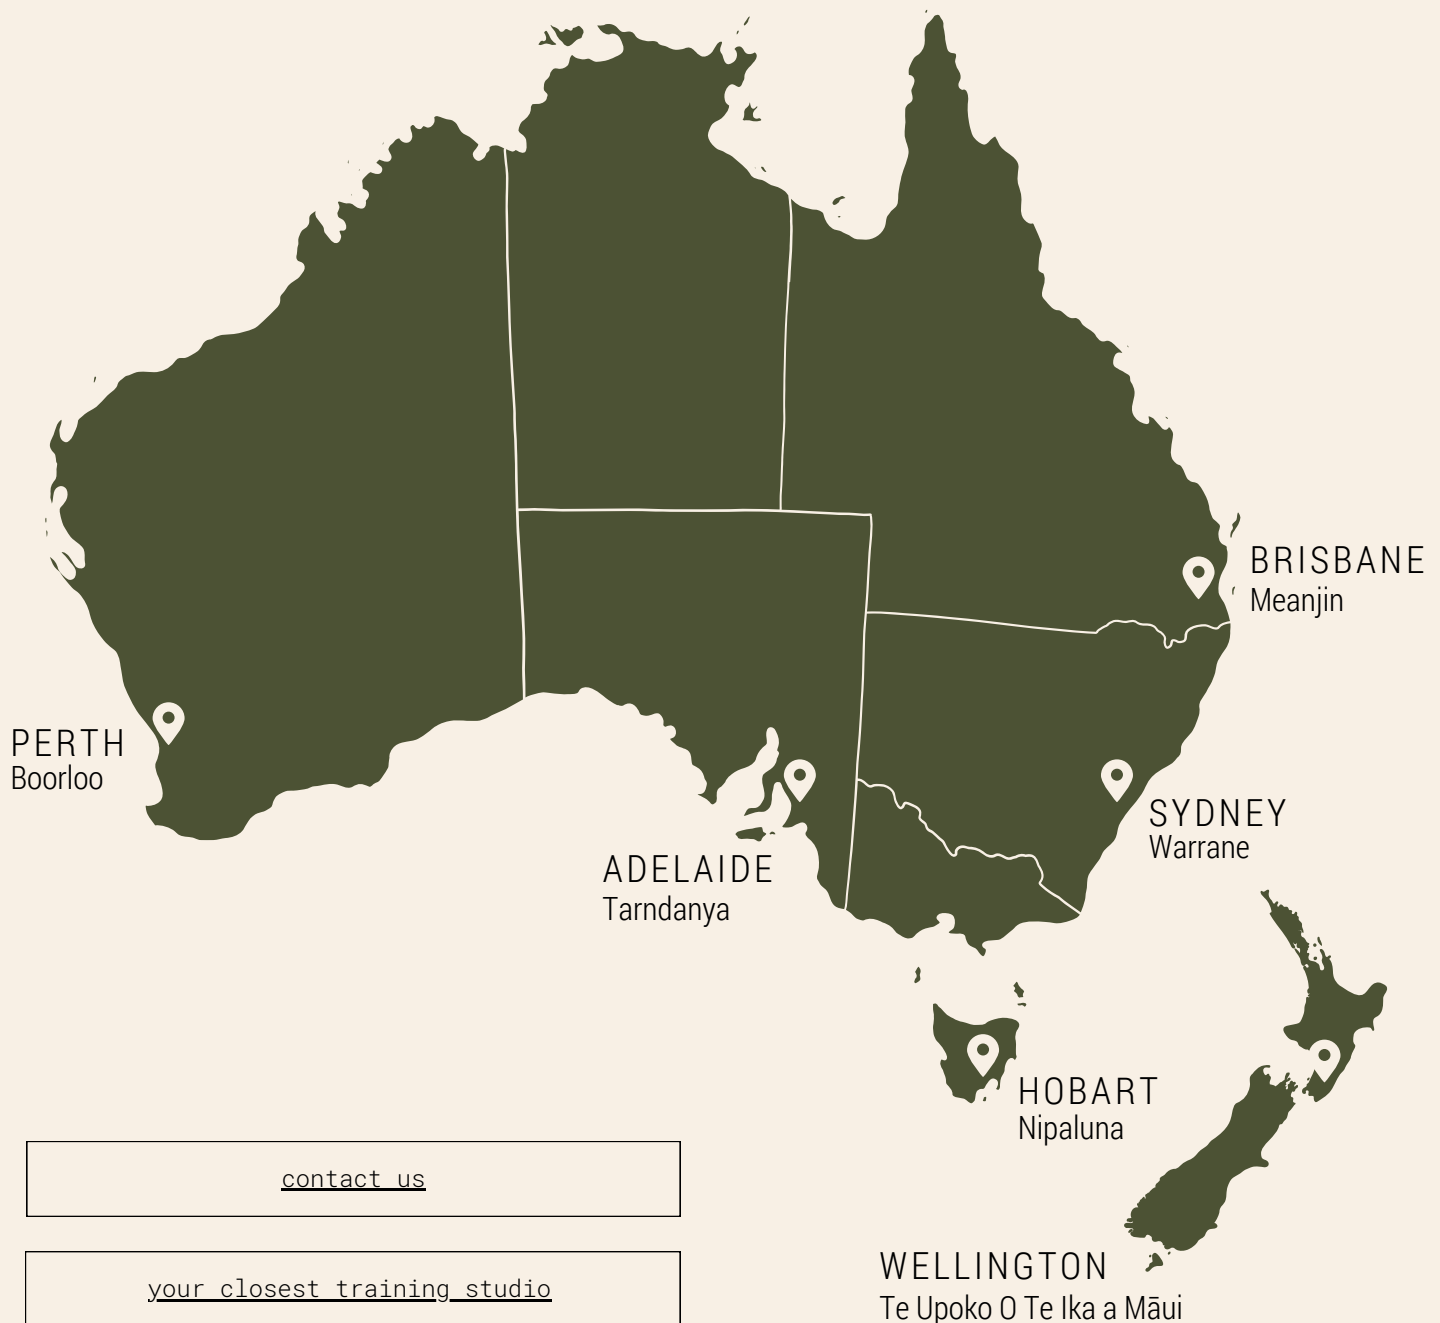 BRISBANE
Meanjin
PERTH
Boorloo
SYDNEY
Warrane
ADELAIDE
Tarndanya
HOBART
Nipaluna
contact us
your closest training studio
WELLINGTON
Te Upoko O Te Ika a Māui